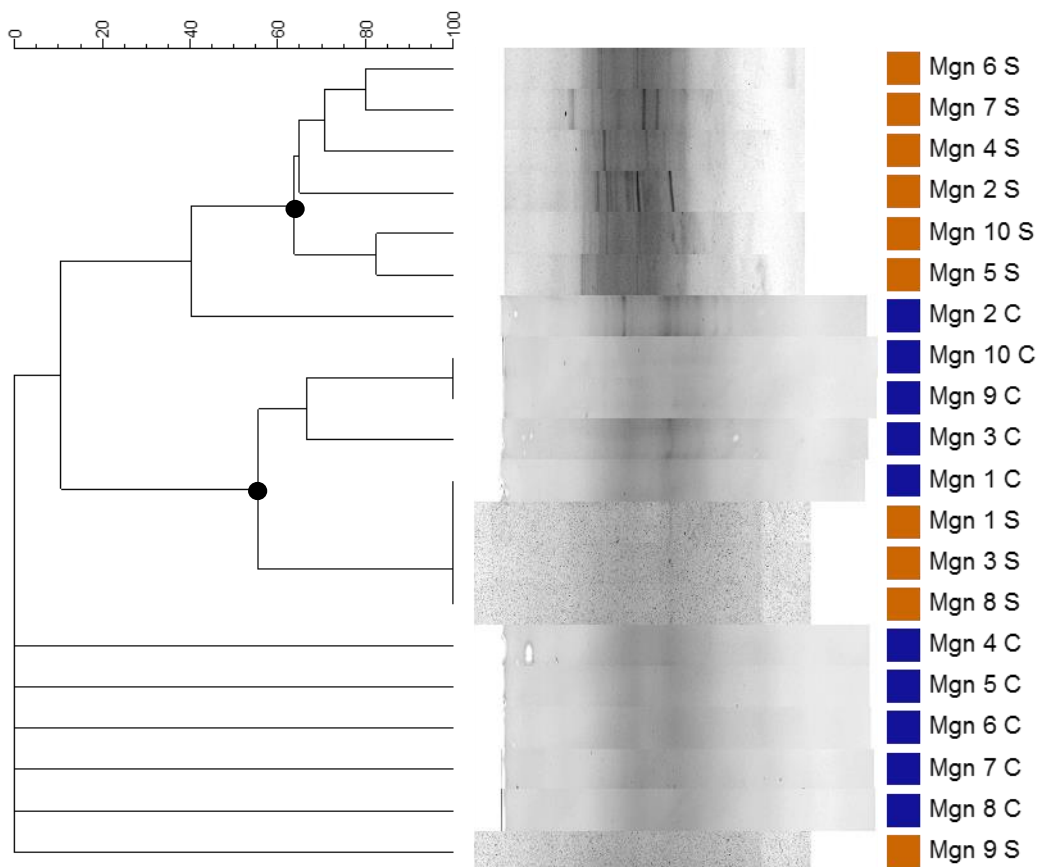 0 20 40 60 80 100
Mgn 6 S
Mgn 7 S
Mgn 4 S
Mgn 2 S
Mgn 10 S
Mgn 5 S
Mgn 2 C
Mgn 10 C
Mgn 9 C
Mgn 3 C
Mgn 1 C
Mgn 1 S
Mgn 3 S
Mgn 8 S
Mgn 4 C
Mgn 5 C
Mgn 6 C
Mgn 7 C
Mgn 8 C
Mgn 9 S